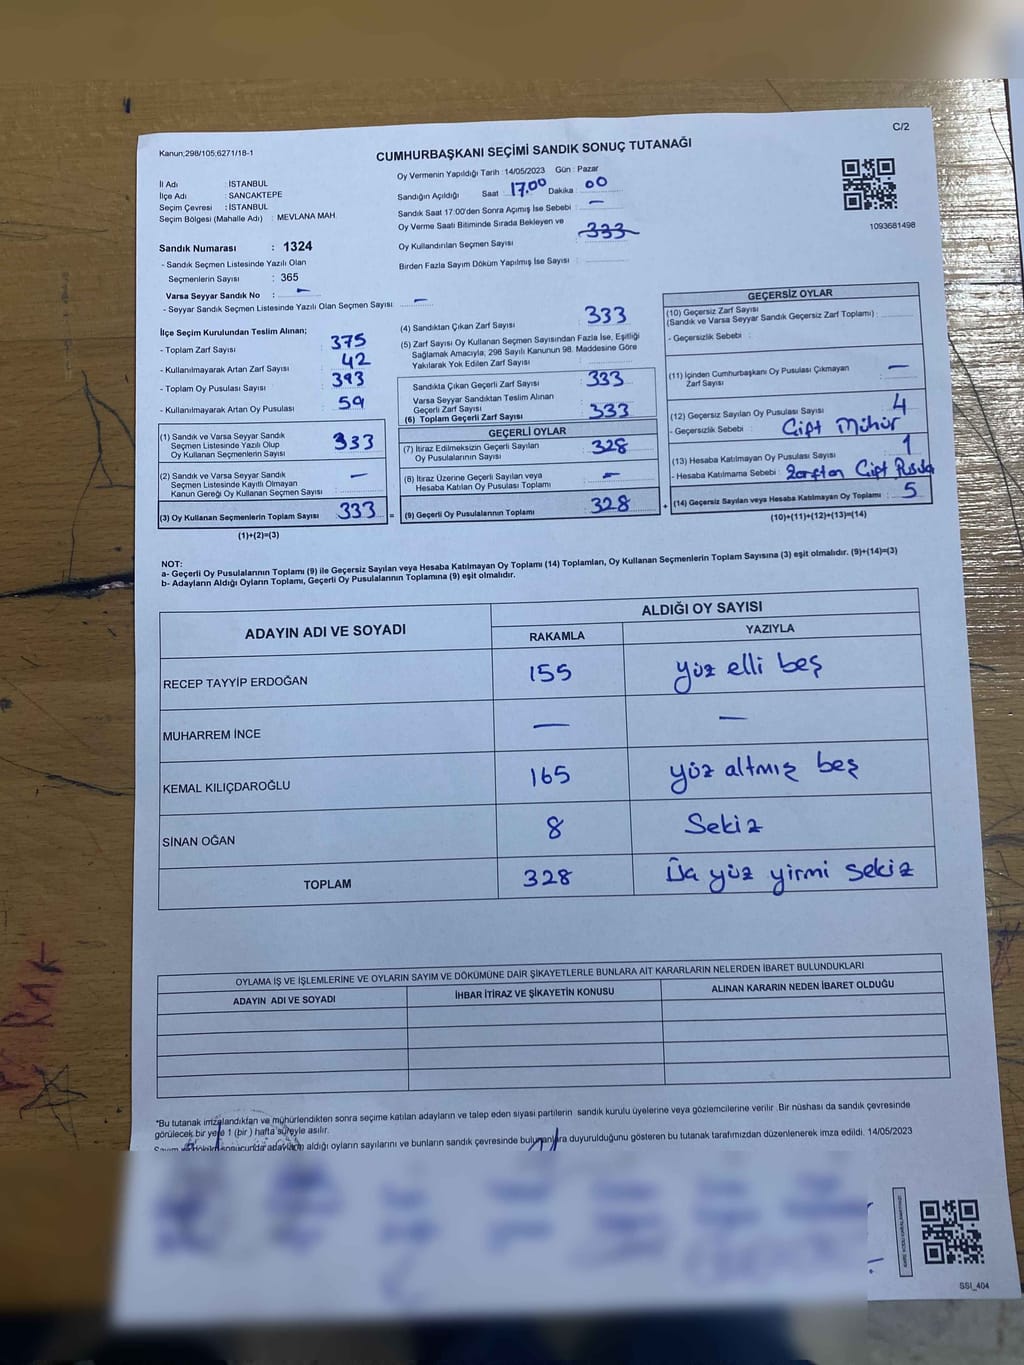 C/2
Kanun;298/105;6271/18-1
CUMHURBAŞKANI SEÇİMİ SANDIK SONUÇ TUTANAĞI
İl Adı : İSTANBUL
İlçe Adı : SANCAKTEPE
Seçim Çevresi : İSTANBUL
Seçim Bölgesi (Mahalle Adı) : MEVLANA MAH.
Oy Vermenin Yapıldığı Tarih :14/05/2023 Gün : Pazar
Sandığın Açıldığı Saat 17.00 Dakika : 00
Sandık Saat 17:00'den Sonra Açımış İse Sebebi : —
Oy Verme Saati Bitiminde Sırada Bekleyen ve
Oy Kullandırılan Seçmen Sayısı 333
Birden Fazla Sayım Döküm Yapılmış İse Sayısı :
1093681498
Sandık Numarası : 1324
- Sandık Seçmen Listesinde Yazılı Olan
Seçmenlerin Sayısı : 365
Varsa Seyyar Sandık No : —
- Seyyar Sandık Seçmen Listesinde Yazılı Olan Seçmen Sayısı : —
İlçe Seçim Kurulundan Teslim Alınan;
- Toplam Zarf Sayısı : 375
- Kullanılmayarak Artan Zarf Sayısı : 42
- Toplam Oy Pusulası Sayısı : 393
- Kullanılmayarak Artan Oy Pusulası : 59
(1) Sandık ve Varsa Seyyar Sandık
Seçmen Listesinde Yazılı Olup
Oy Kullanan Seçmenlerin Sayısı 333
(2) Sandık ve Varsa Seyyar Sandık
Seçmen Listesinde Kayıtlı Olmayan
Kanun Gereği Oy Kullanan Seçmen Sayısı —
(3) Oy Kullanan Seçmenlerin Toplam Sayısı 333
(1)+(2)=(3)
(4) Sandıktan Çıkan Zarf Sayısı 333
(5) Zarf Sayısı Oy Kullanan Seçmen Sayısından Fazla İse, Eşitliği
Sağlamak Amacıyla; 298 Sayılı Kanunun 98. Maddesine Göre
Yakılarak Yok Edilen Zarf Sayısı
Sandıkta Çıkan Geçerli Zarf Sayısı 333
Varsa Seyyar Sandıktan Teslim Alınan
Geçerli Zarf Sayısı
(6) Toplam Geçerli Zarf Sayısı 333
GEÇERLİ OYLAR
(7) İtiraz Edilmeksizin Geçerli Sayılan
Oy Pusulalarının Sayısı 328
(8) İtiraz Üzerine Geçerli Sayılan veya
Hesaba Katılan Oy Pusulası Toplamı —
= (9) Geçerli Oy Pusulalarının Toplamı 328
GEÇERSİZ OYLAR
(10) Geçersiz Zarf Sayısı
(Sandık ve Varsa Seyyar Sandık Geçersiz Zarf Toplamı) :
- Geçersizlik Sebebi :
(11) İçinden Cumhurbaşkanı Oy Pusulası Çıkmayan
Zarf Sayısı —
(12) Geçersiz Sayılan Oy Pusulası Sayısı 4
- Geçersizlik Sebebi : Çift Mühür
(13) Hesaba Katılmayan Oy Pusulası Sayısı 1
- Hesaba Katılmama Sebebi : zarftan Çift Pusula
+ (14) Geçersiz Sayılan veya Hesaba Katılmayan Oy Toplamı 5
(10)+(11)+(12)+(13)=(14)
NOT:
a- Geçerli Oy Pusulalarının Toplamı (9) ile Geçersiz Sayılan veya Hesaba Katılmayan Oy Toplamı (14) Toplamları, Oy Kullanan Seçmenlerin Toplam Sayısına (3) eşit olmalıdır. (9)+(14)=(3)
b- Adayların Aldığı Oyların Toplamı, Geçerli Oy Pusulalarının Toplamına (9) eşit olmalıdır.
ADAYIN ADI VE SOYADI
ALDIĞI OY SAYISI
RAKAMLA YAZIYLA
RECEP TAYYİP ERDOĞAN 155 yüz elli beş
MUHARREM İNCE — —
KEMAL KILIÇDAROĞLU 165 yüz altmış beş
SİNAN OĞAN 8 Sekiz
TOPLAM 328 Üç yüz yirmi sekiz
OYLAMA İŞ VE İŞLEMLERİNE VE OYLARIN SAYIM VE DÖKÜMÜNE DAİR ŞİKAYETLERLE BUNLARA AİT KARARLARIN NELERDEN İBARET BULUNDUKLARI
ADAYIN ADI VE SOYADI İHBAR İTİRAZ VE ŞİKAYETİN KONUSU ALINAN KARARIN NEDEN İBARET OLDUĞU
*Bu tutanak imzalandıktan ve mühürlendikten sonra seçime katılan adayların ve talep eden siyasi partilerin sandık kurulu üyelerine veya gözlemcilerine verilir .Bir nüshası da sandık çevresinde
görülecek bir yere 1 (bir ) hafta süreyle asılır.
Sayım ve döküm sonucunda adayların aldığı oyların sayılarını ve bunların sandık çevresinde bulunanlara duyurulduğunu gösteren bu tutanak tarafımızdan düzenlenerek imza edildi. 14/05/2023
SSI_404